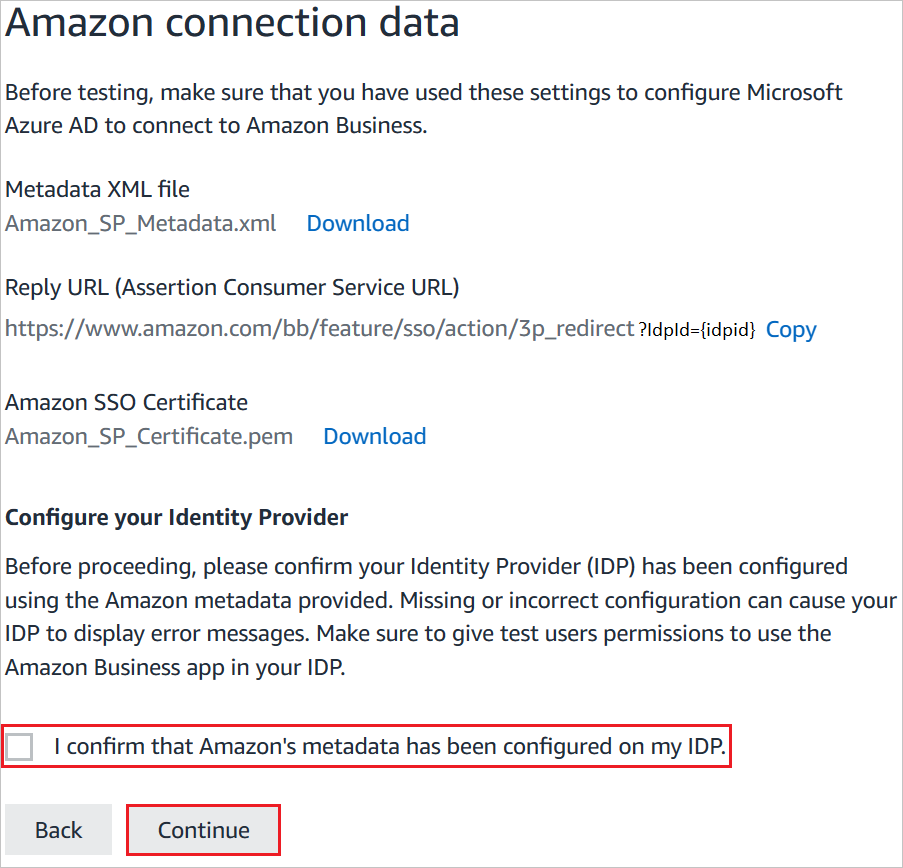 Amazon connection data
Before testing, make sure that you have used these settings to configure Microsoft
Azure AD to connect to Amazon Business.
Metadata XML file
Amazon_SP_Metadata.xml Download
Reply URL (Assertion Consumer Service URL)
https://www.amazon.com/bb/feature/sso/action/3p_redirect?IdpId={idpid} Copy
Amazon SSO Certificate
Amazon_SP_Certificate.pem Download
Configure your Identity Provider
Before proceeding, please confirm your Identity Provider (IDP) has been configured
using the Amazon metadata provided. Missing or incorrect configuration can cause your
IDP to display error messages. Make sure to give test users permissions to use the
Amazon Business app in your IDP.
I confirm that Amazon's metadata has been configured on my IDP.
Back Continue